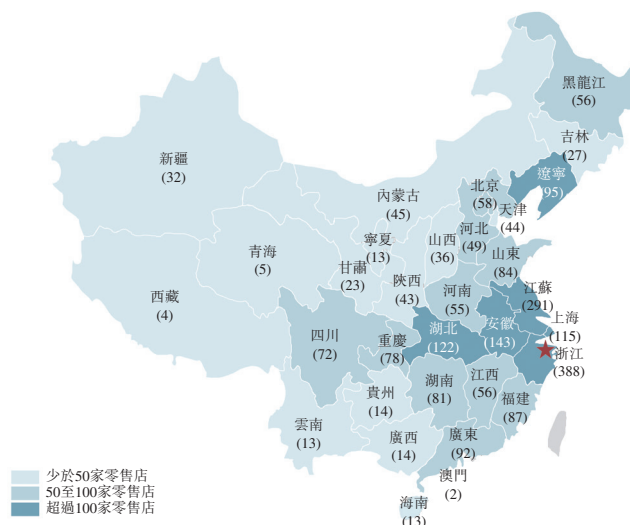 黑龍江
(56)
吉林
(27)
新疆
(32)
遼寧
(95)
內蒙古
(45)
北京
(58)
天津
(44)
河北
(49)
山西
(36)
寧夏
(13)
青海
(5)
甘肅
(23)
山東
(84)
陝西
(43)
河南
(55)
西藏
(4)
江蘇
(291)
上海
(115)
安徽
(143)
湖北
(122)
四川
(72)
重慶
(78)
浙江
(388)
湖南
(81)
江西
(56)
貴州
(14)
福建
(87)
雲南
(13)
廣西
(14)
廣東
(92)
澳門
(2)
海南
(13)
少於50家零售店
50至100家零售店
超過100家零售店